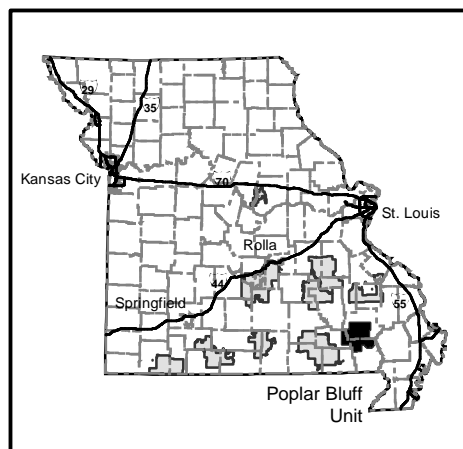 29
35
Kansas City
70
St. Louis
Rolla
44
Springfield
55
Poplar Bluff
Unit